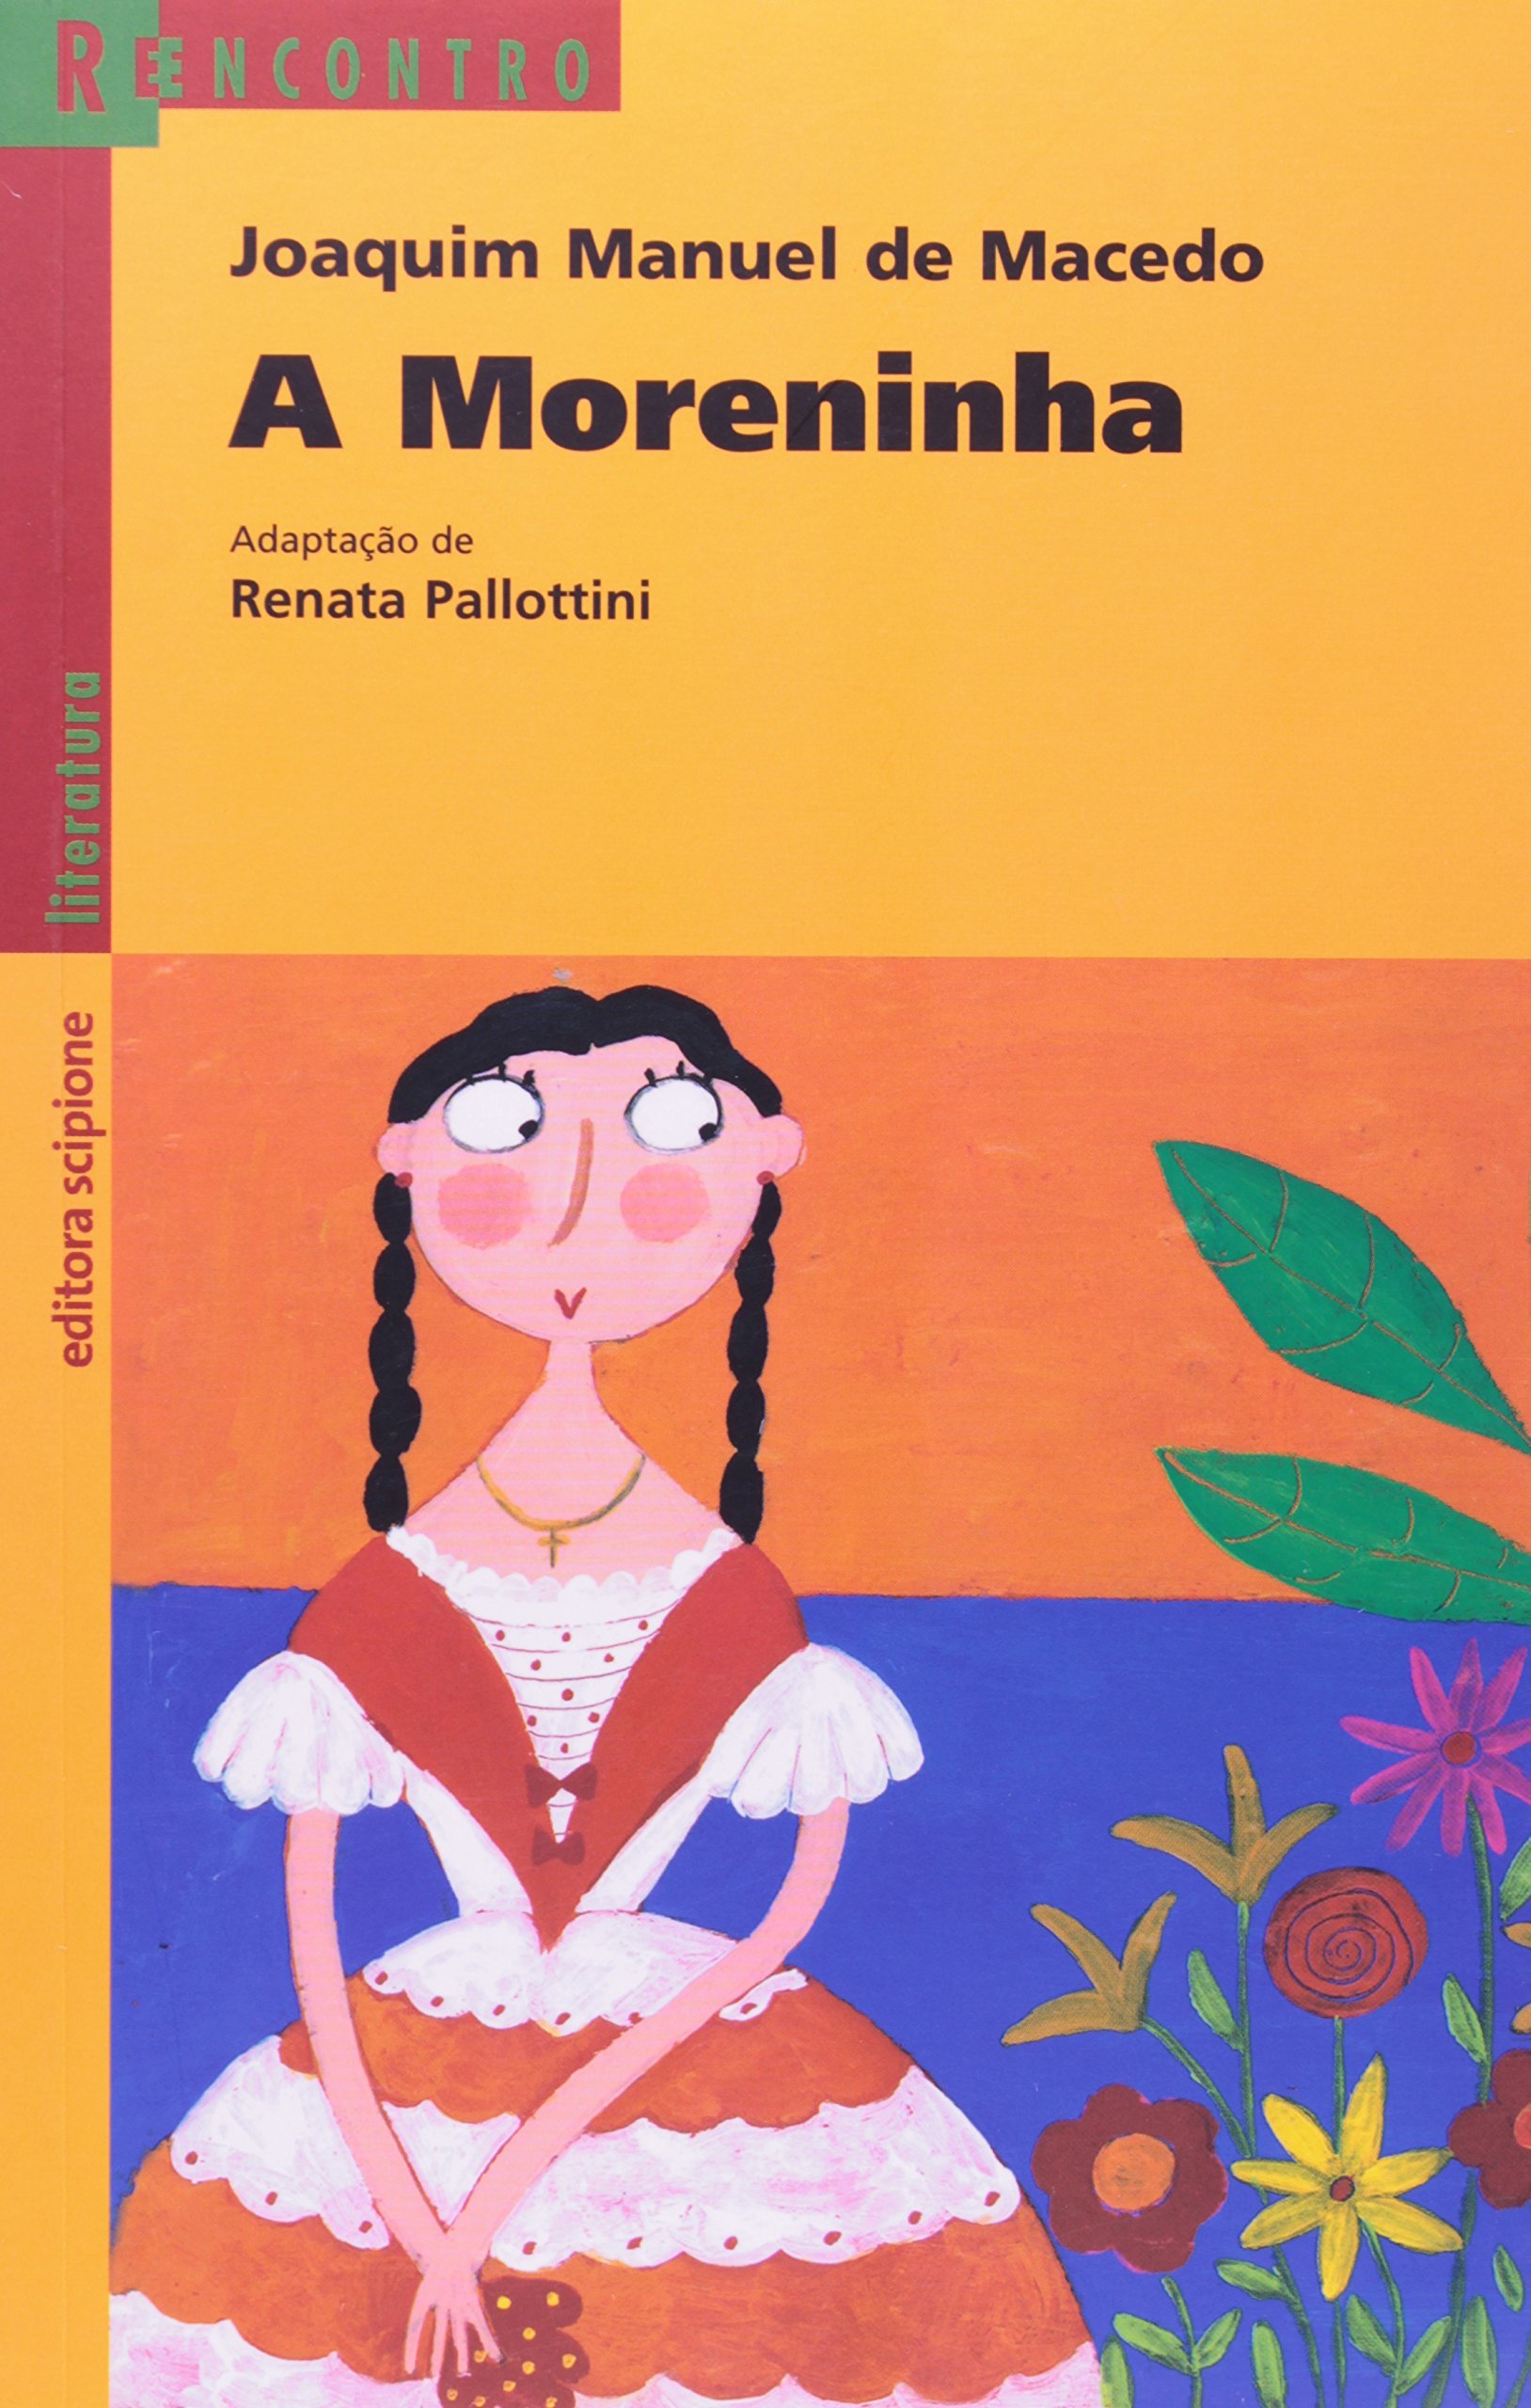 REENCONTRO
Joaquim Manuel de Macedo
A Moreninha
Adaptação de
Renata Pallottini
literatura
editora scipione